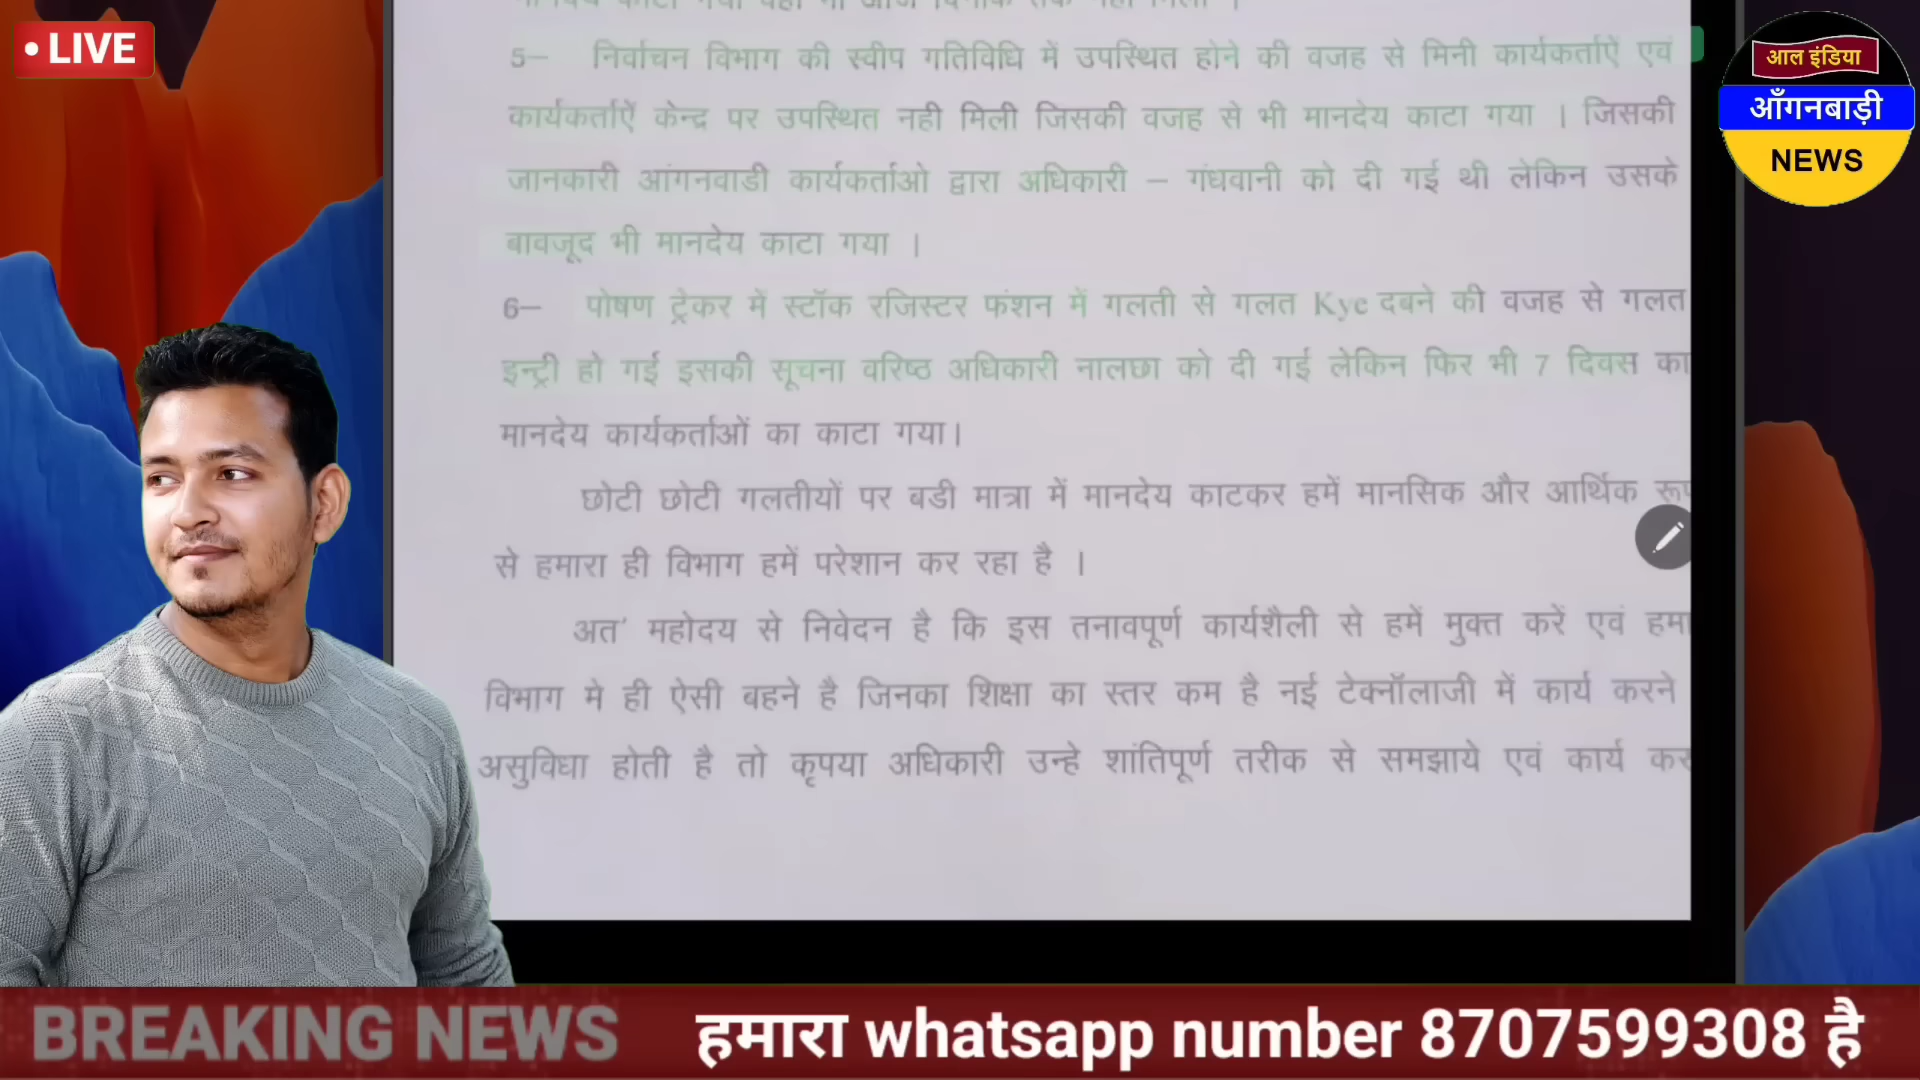 • LIVE
आल इंडिया
आँगनबाड़ी
NEWS
5– निर्वाचन विभाग की स्वीप गतिविधि में उपस्थित होने की वजह से मिनी कार्यकर्ताऐं एवं
कार्यकर्ताऐं केन्द्र पर उपस्थित नही मिली जिसकी वजह से भी मानदेय काटा गया । जिसकी
जानकारी आंगनवाडी कार्यकर्ताओ द्वारा अधिकारी – गंधवानी को दी गई थी लेकिन उसके
बावजूद भी मानदेय काटा गया ।
6– पोषण ट्रेकर में स्टॉक रजिस्टर फंशन में गलती से गलत Kye दबने की वजह से गलत
इन्ट्री हो गई इसकी सूचना वरिष्ठ अधिकारी नालछा को दी गई लेकिन फिर भी 7 दिवस का
मानदेय कार्यकर्ताओं का काटा गया।
छोटी छोटी गलतीयों पर बडी मात्रा में मानदेय काटकर हमें मानसिक और आर्थिक
से हमारा ही विभाग हमें परेशान कर रहा है ।
अत' महोदय से निवेदन है कि इस तनावपूर्ण कार्यशैली से हमें मुक्त करें एवं
विभाग मे ही ऐसी बहने है जिनका शिक्षा का स्तर कम है नई टेक्नॉलाजी में कार्य करने
असुविधा होती है तो कृपया अधिकारी उन्हे शांतिपूर्ण तरीक से समझाये एवं कार्य
BREAKING NEWS
हमारा whatsapp number 8707599308 है